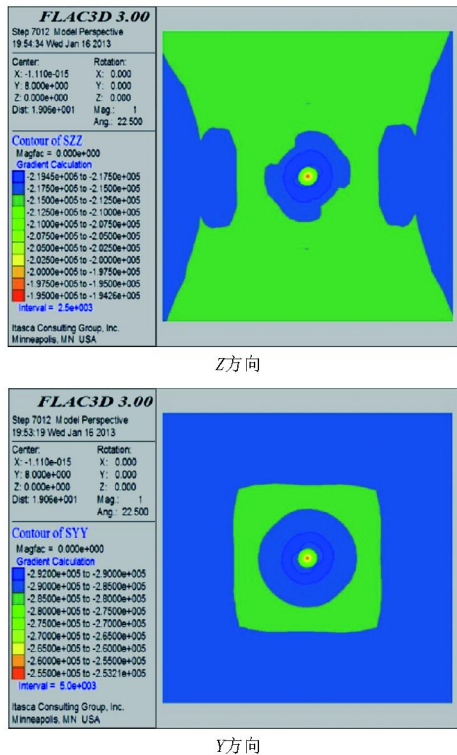 FLAC3D 3.00
Step 7012 Model Perspective
19:54:34 Wed Jan 16 2013
Center: Rotation:
X: -1.110e-015 X: 0.000
Y: 8.000e+000 Y: 0.000
Z: 0.000e+000 Z: 0.000
Dist: 1.906e+001 Mag.: 1
Ang.: 22.500
Contour of SZZ
Magfac = 0.000e+000
Gradient Calculation
-2.1945e+005 to -2.1750e+005
-2.1750e+005 to -2.1500e+005
-2.1500e+005 to -2.1250e+005
-2.1250e+005 to -2.1000e+005
-2.1000e+005 to -2.0750e+005
-2.0750e+005 to -2.0500e+005
-2.0500e+005 to -2.0250e+005
-2.0250e+005 to -2.0000e+005
-2.0000e+005 to -1.9750e+005
-1.9750e+005 to -1.9500e+005
-1.9500e+005 to -1.9426e+005
Interval = 2.5e+003
Itasca Consulting Group, Inc.
Minneapolis, MN USA
Z方向
FLAC3D 3.00
Step 7012 Model Perspective
19:53:19 Wed Jan 16 2013
Center: Rotation:
X: -1.110e-015 X: 0.000
Y: 8.000e+000 Y: 0.000
Z: 0.000e+000 Z: 0.000
Dist: 1.906e+001 Mag.: 1
Ang.: 22.500
Contour of SYY
Magfac = 0.000e+000
Gradient Calculation
-2.9200e+005 to -2.9000e+005
-2.9000e+005 to -2.8500e+005
-2.8500e+005 to -2.8000e+005
-2.8000e+005 to -2.7500e+005
-2.7500e+005 to -2.7000e+005
-2.7000e+005 to -2.6500e+005
-2.6500e+005 to -2.6000e+005
-2.6000e+005 to -2.5500e+005
-2.5500e+005 to -2.5321e+005
Interval = 5.0e+003
Itasca Consulting Group, Inc.
Minneapolis, MN USA
Y方向